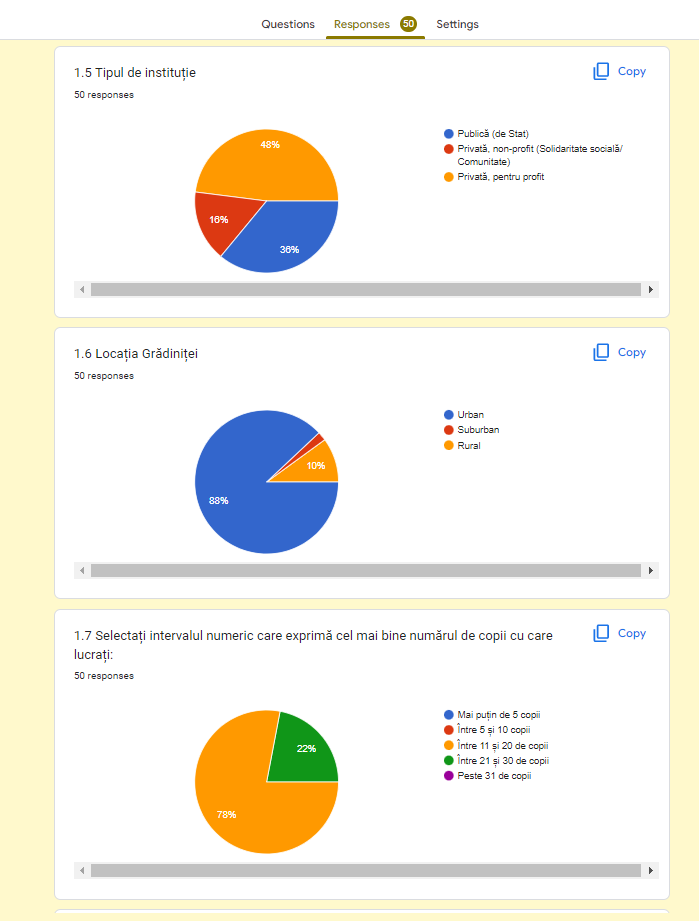 Questions Responses 50 Settings
1.5 Tipul de instituție
Copy
50 responses
48%
16%
36%
Publică (de Stat)
Privată, non-profit (Solidaritate socială/
Comunitate)
Privată, pentru profit
1.6 Locația Grădiniței
Copy
50 responses
10%
88%
Urban
Suburban
Rural
1.7 Selectați intervalul numeric care exprimă cel mai bine numărul de copii cu care
lucrați:
Copy
50 responses
22%
78%
Mai puțin de 5 copii
Între 5 și 10 copii
Între 11 și 20 de copii
Între 21 și 30 de copii
Peste 31 de copii